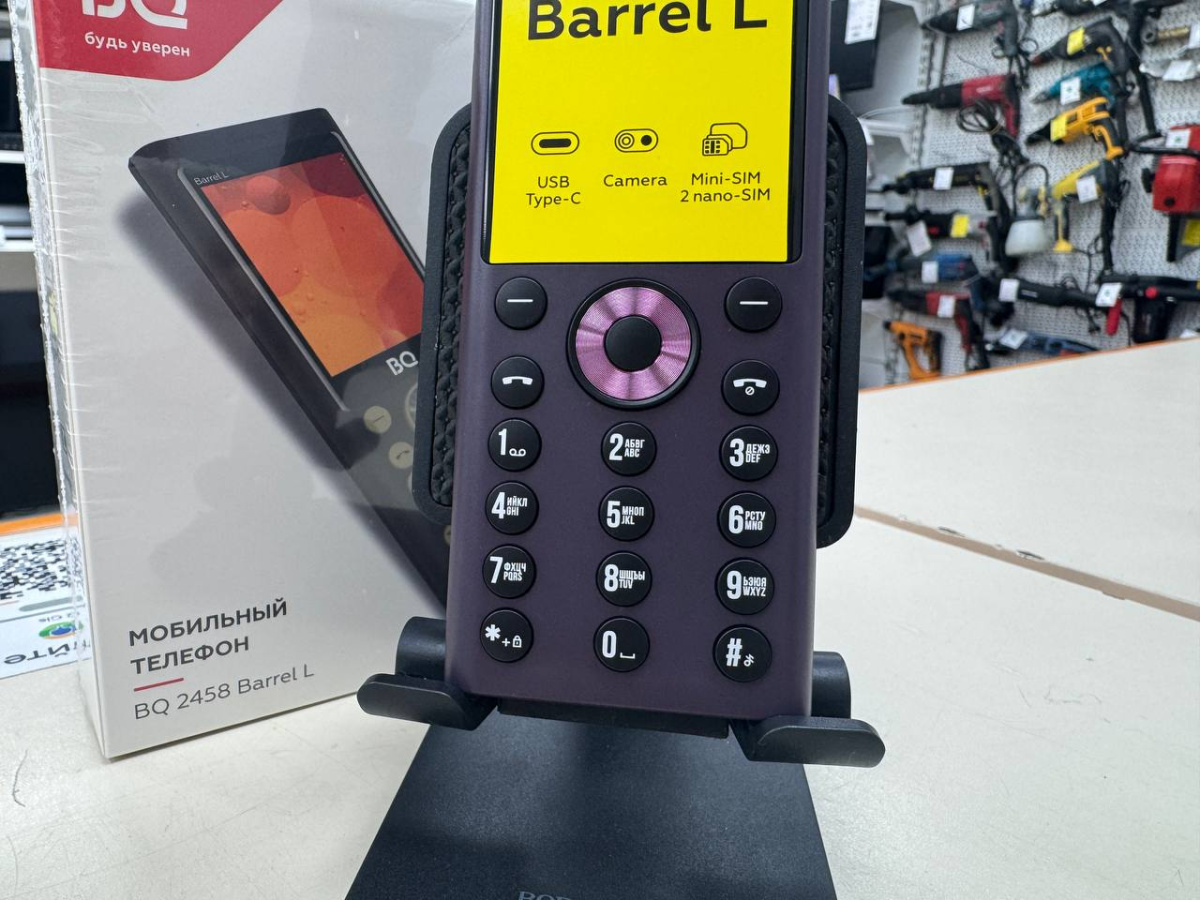 BQ
будь уверен
Barrel L
BQ
МОБИЛЬНЫЙ
ТЕЛЕФОН
BQ 2458 Barrel L
Barrel L
USB
Type-C
Camera
Mini-SIM
2 nano-SIM
1
2 АБВГ ABC
3 ДЕЖЗ DEF
4 ИЙКЛ GHI
5 МНОП JKL
6 РСТУ MNO
7 ФХЦЧ PQRS
8 ШЩЪЫ TUV
9 ЬЭЮЯ WXYZ
* +
0
#